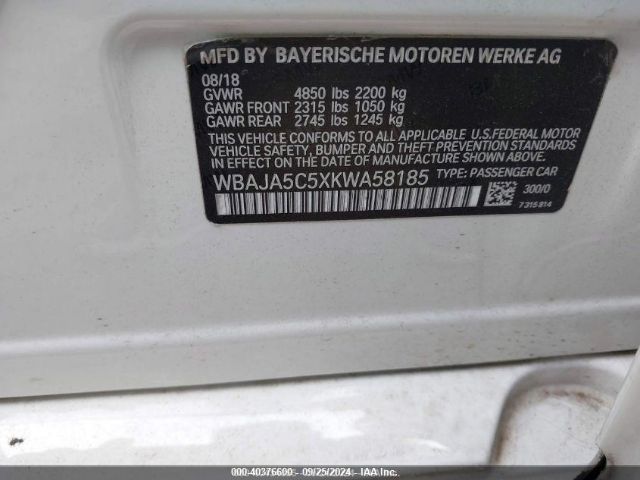 MFD BY BAYERISCHE MOTOREN WERKE AG
08/18
GVWR 4850 lbs 2200 kg
GAWR FRONT 2315 lbs 1050 kg
GAWR REAR 2745 lbs 1245 kg
THIS VEHICLE CONFORMS TO ALL APPLICABLE U.S.FEDERAL MOTOR
VEHICLE SAFETY, BUMPER AND THEFT PREVENTION STANDARDS
IN EFFECT ON THE DATE OF MANUFACTURE SHOWN ABOVE.
WBAJA5C5XKWA58185 TYPE: PASSENGER CAR
300/0
7315814
000-40376600 - 09/25/2024 - IAA Inc.